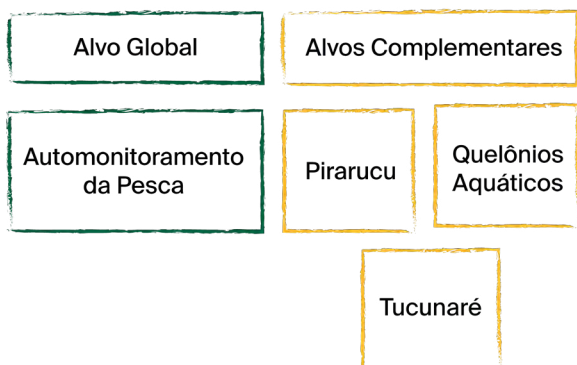 Alvo Global
Alvos Complementares
Automonitoramento
da Pesca
Pirarucu
Quelônios
Aquáticos
Tucunaré